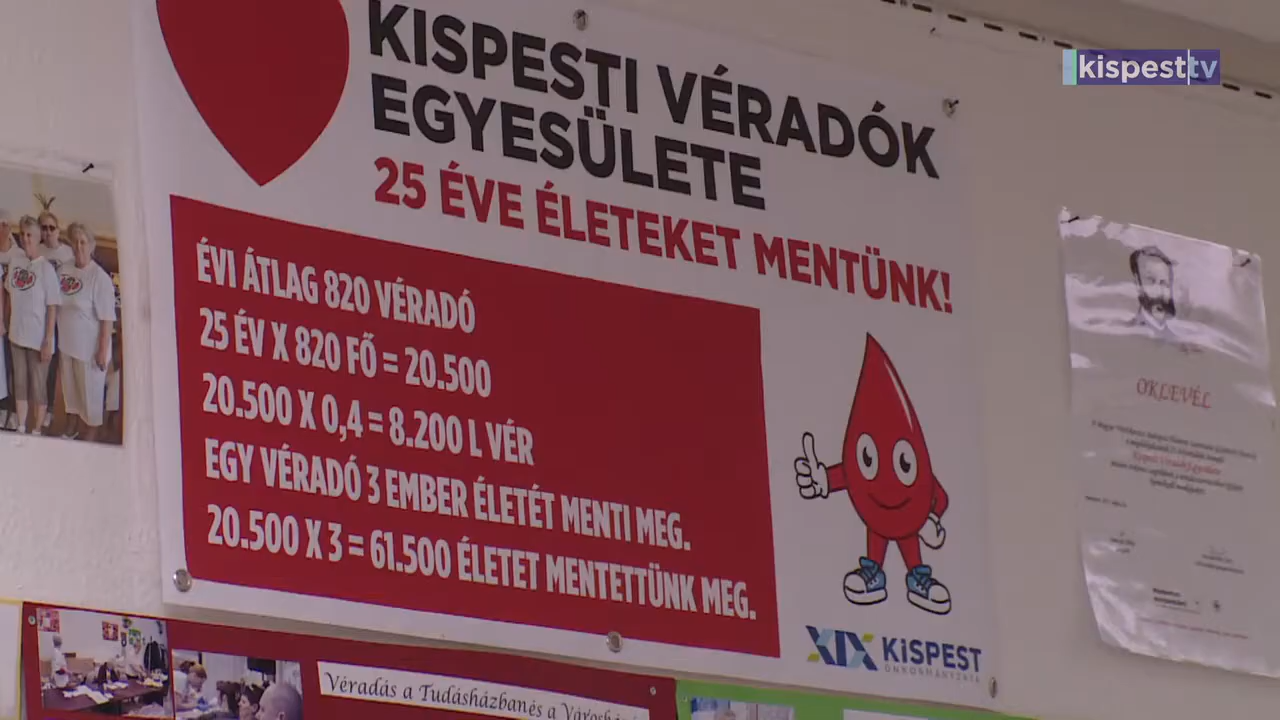 kispest tv
KISPESTI VÉRADÓK
EGYESÜLETE
25 ÉVE ÉLETEKET MENTÜNK!
ÉVI ÁTLAG 820 VÉRADÓ
25 ÉV X 820 FŐ = 20.500
20.500 X 0,4 = 8.200 L VÉR
EGY VÉRADÓ 3 EMBER ÉLETÉT MENTI MEG.
20.500 X 3 = 61.500 ÉLETET MENTETTÜNK MEG.
XIX KiSPEST
ÖNKORMÁNYZATA
OKLEVÉL
Véradás a Tudásházban és a Városhá